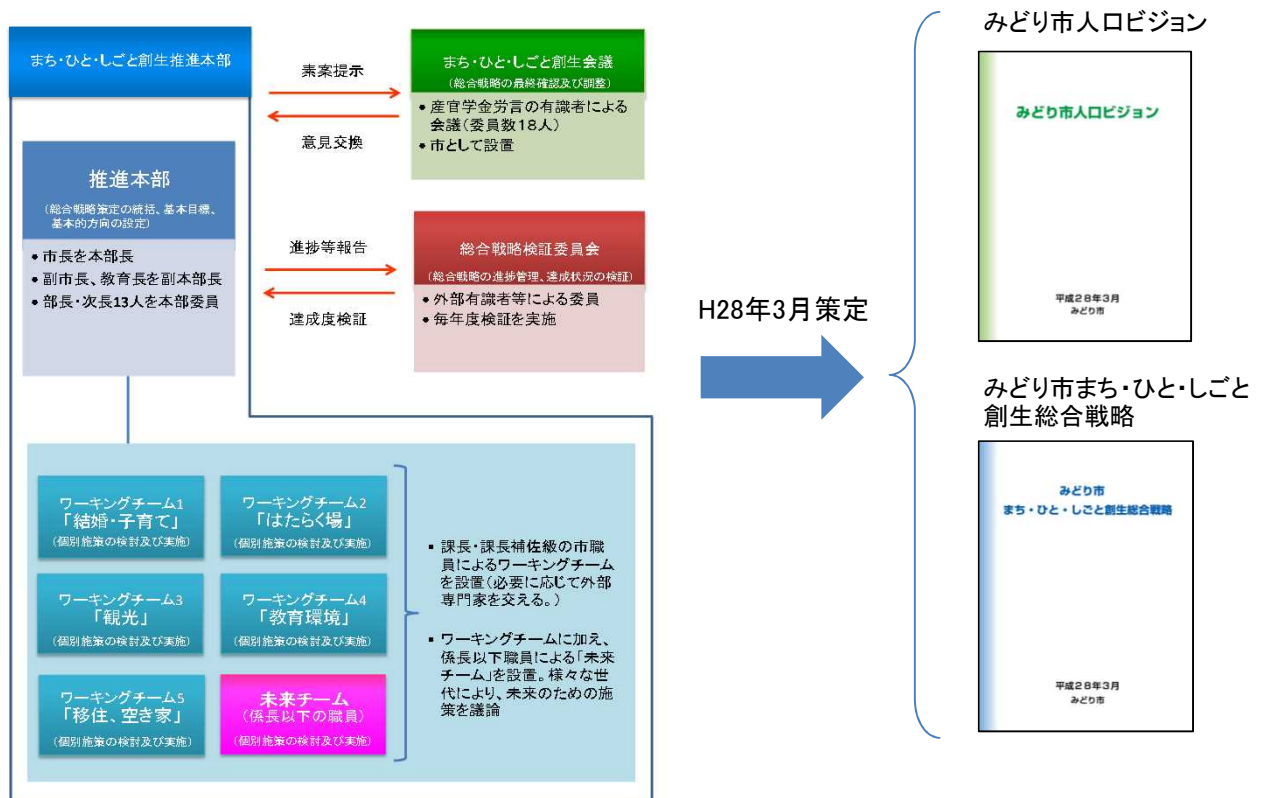 まち・ひと・しごと創生推進本部
推進本部
(総合戦略策定の統括、基本目標、
基本的方向の設定)
• 市長を本部長
• 副市長、教育長を副本部長
• 部長・次長13人を本部委員
素案提示
意見交換
まち・ひと・しごと創生会議
(総合戦略の最終確認及び調整)
• 産官学金労言の有識者による
会議(委員数18人)
• 市として設置
進捗等報告
達成度検証
総合戦略検証委員会
(総合戦略の進捗管理、達成状況の検証)
• 外部有識者等による委員
• 毎年度検証を実施
ワーキングチーム1
「結婚・子育て」
(個別施策の検討及び実施)
ワーキングチーム2
「はたらく場」
(個別施策の検討及び実施)
ワーキングチーム3
「観光」
(個別施策の検討及び実施)
ワーキングチーム4
「教育環境」
(個別施策の検討及び実施)
ワーキングチーム5
「移住、空き家」
(個別施策の検討及び実施)
未来チーム
(係長以下の職員)
(個別施策の検討及び実施)
▪ 課長・課長補佐級の市職
員によるワーキングチーム
を設置(必要に応じて外部
専門家を交える。)
▪ ワーキングチームに加え、
係長以下職員による「未来
チーム」を設置。様々な世
代により、未来のための施
策を議論
H28年3月策定
みどり市人口ビジョン
みどり市人口ビジョン
平成28年3月
みどり市
みどり市まち・ひと・しごと
創生総合戦略
みどり市
まち・ひと・しごと創生総合戦略
平成28年3月
みどり市